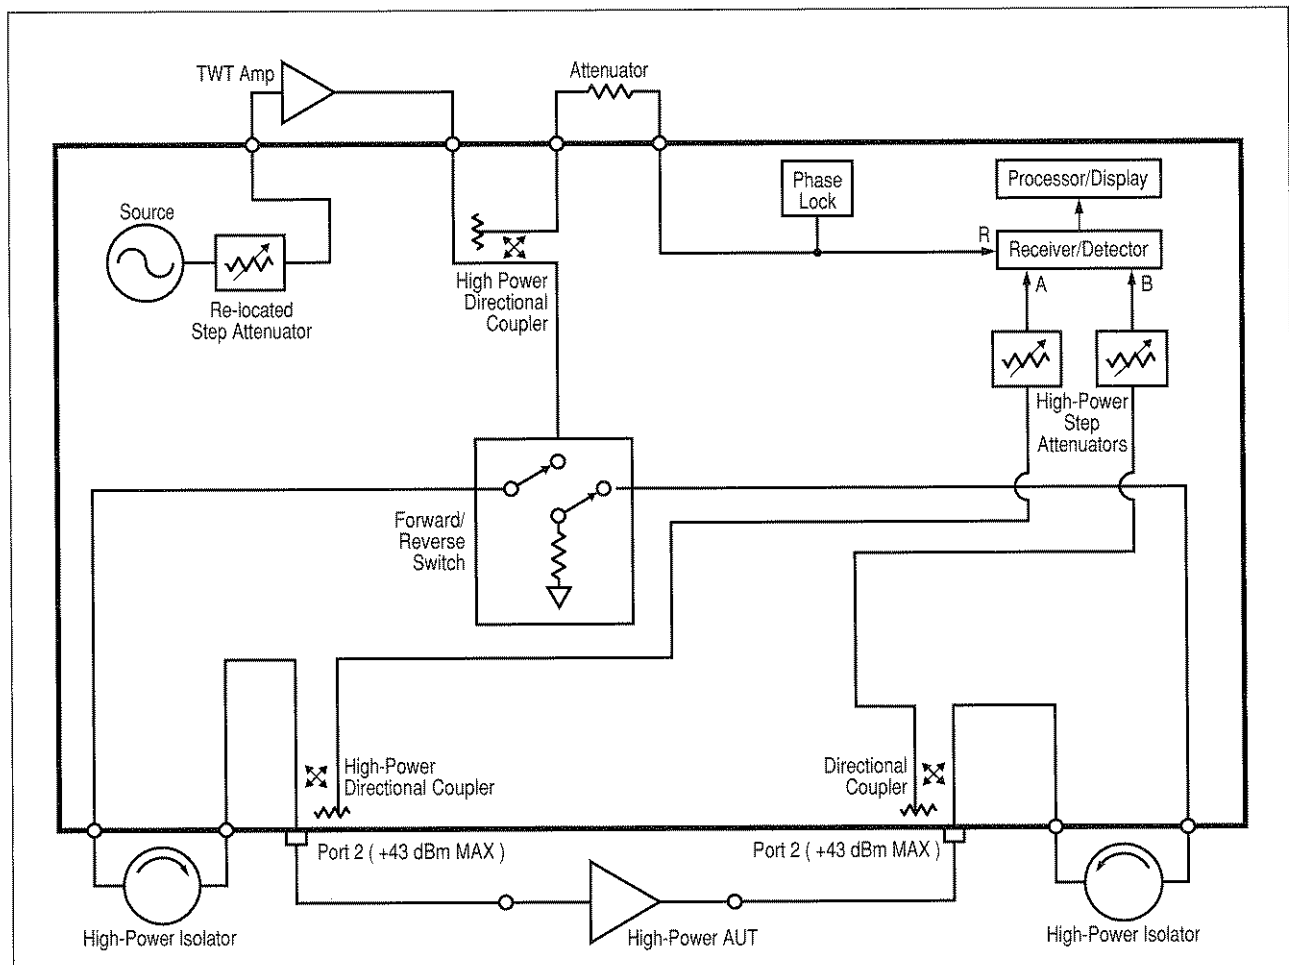 TWT Amp
Attenuator
Source
Re-located
Step Attenuator
High Power
Directional
Coupler
Phase
Lock
Processor/Display
R
Receiver/Detector
A
B
High-Power
Step
Attenuators
Forward/
Reverse
Switch
High-Power
Directional Coupler
Directional
Coupler
Port 2 ( +43 dBm MAX )
Port 2 ( +43 dBm MAX )
High-Power Isolator
High-Power AUT
High-Power Isolator